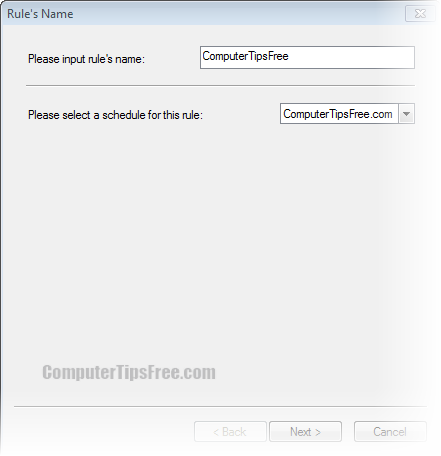 Rule's Name
Please input rule's name: ComputerTipsFree
Please select a schedule for this rule: ComputerTipsFree.com
ComputerTipsFree.com
< Back Next > Cancel